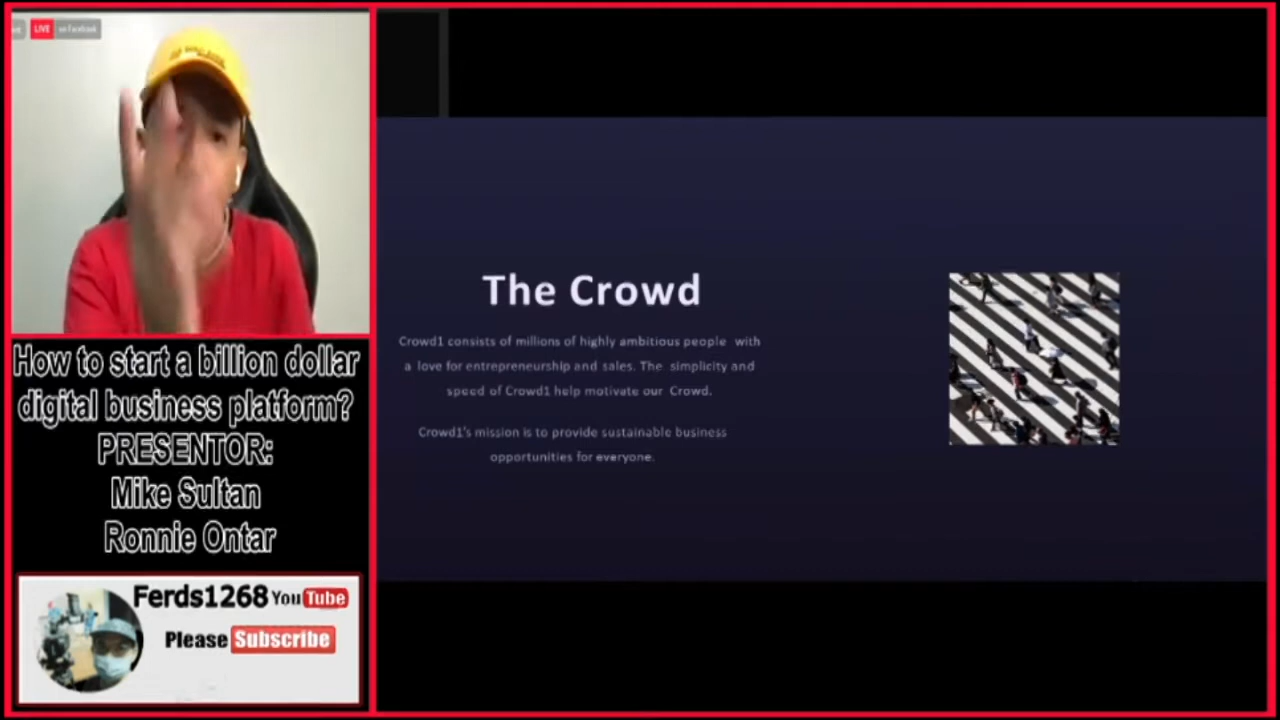 LIVE
on Facebook
How to start a billion dollar
digital business platform?
PRESENTOR:
Mike Sultan
Ronnie Ontar
Ferds1268 YouTube
Please Subscribe
The Crowd
Crowd1 consists of millions of highly ambitious people with
a love for entrepreneurship and sales. The simplicity and
speed of Crowd1 help motivate our Crowd.
Crowd1's mission is to provide sustainable business
opportunities for everyone.